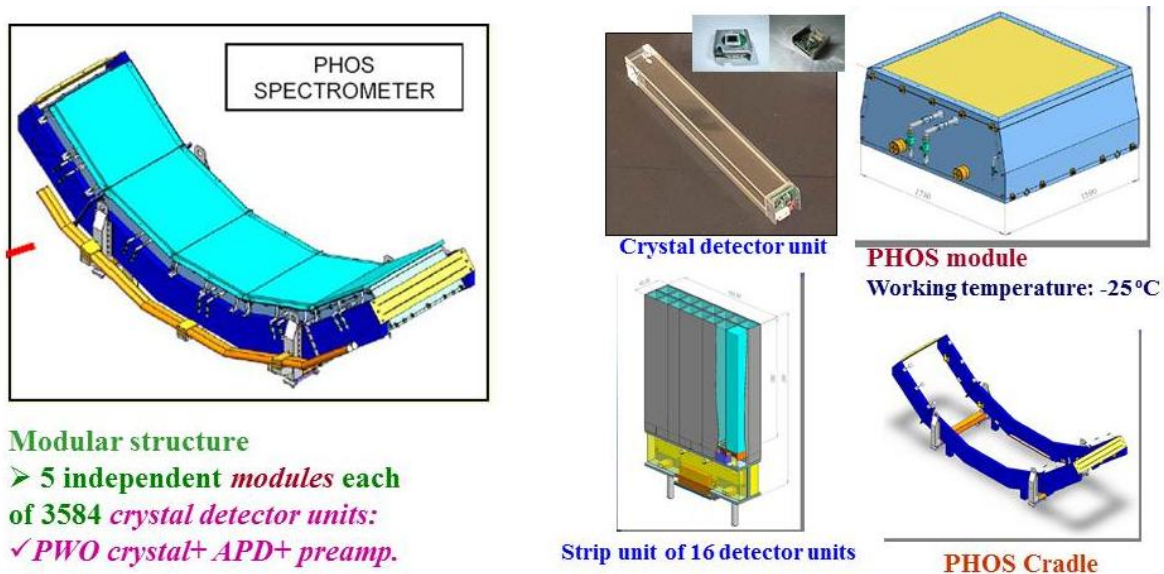 PHOS
SPECTROMETER
Modular structure
➢ 5 independent modules each
of 3584 crystal detector units:
✓PWO crystal+ APD+ preamp.
Crystal detector unit
PHOS module
Working temperature: -25°C
Strip unit of 16 detector units
PHOS Cradle